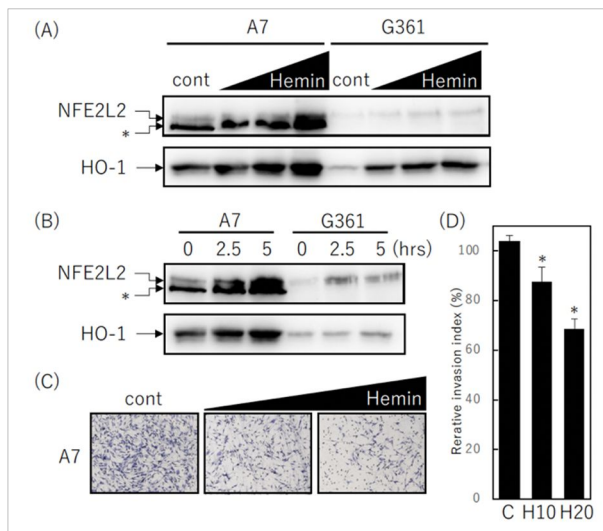 (A)
A7 G361
cont Hemin cont Hemin
NFE2L2
*
HO-1
(B)
A7 G361
0 2.5 5 0 2.5 5 (hrs)
NFE2L2
*
HO-1
(C)
cont Hemin
A7
(D)
Rerative invasion index (%)
100
80
60
40
20
0
* *
C H10 H20